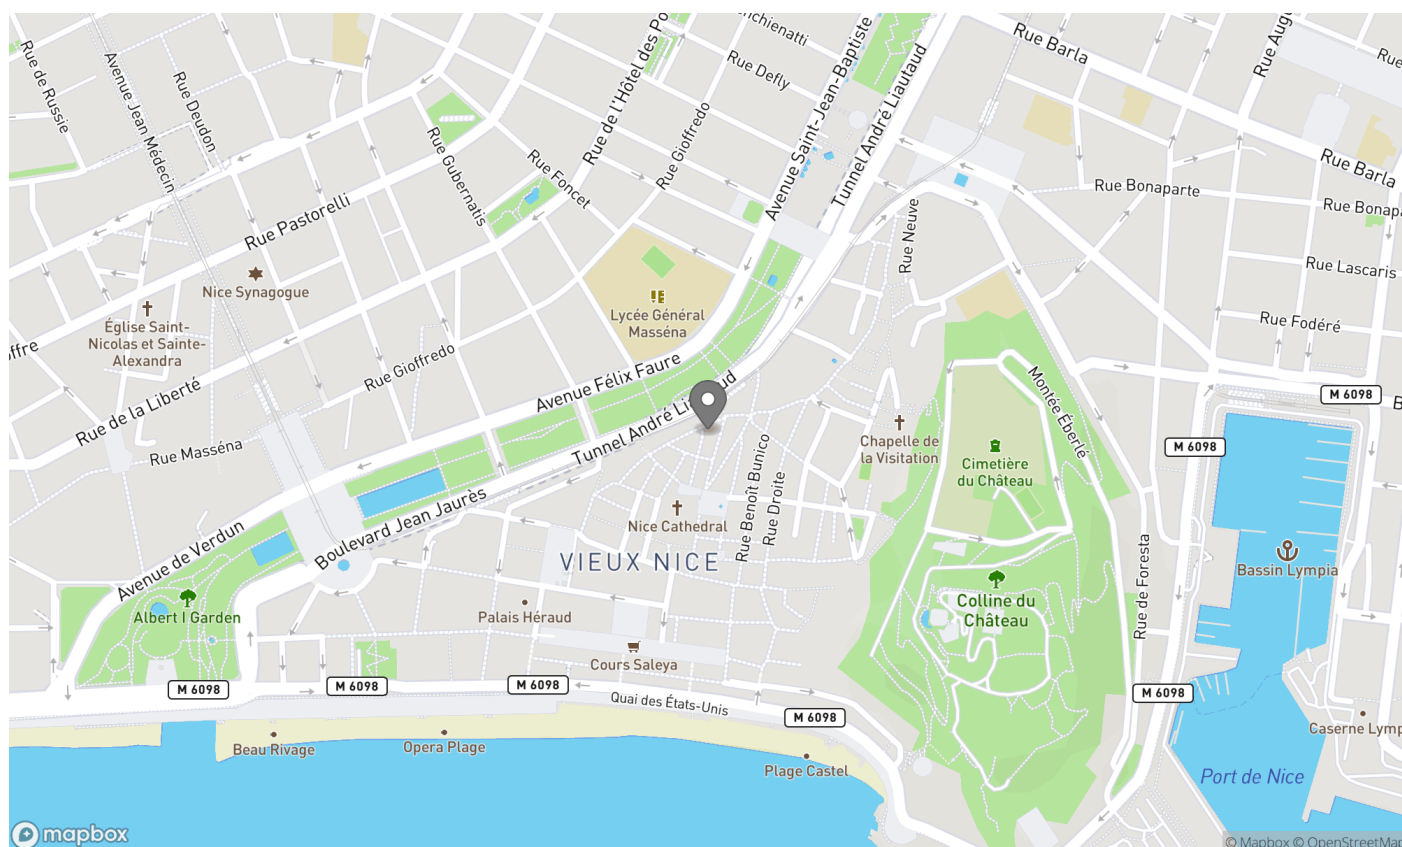 Rue de Russie
Avenue Jean Médecin
Rue Deudon
Rue Gubernatis
Rue Foncet
Rue de l'Hôtel des Po
Rue Gioffredo
Rue Defly
chienatti
Avenue Saint-Jean-Baptiste
Tunnel André Liautaud
Rue Barla
Rue Aug
Rue Barla
Rue Bonaparte
Rue Bonapa
Rue Neuve
Rue Lascaris
Rue Fodéré
Rue Pastorelli
Nice Synagogue
Église Saint-
Nicolas et Sainte-
Alexandra
ffre
Rue de la Liberté
Rue Gioffredo
Rue Masséna
Lycée Général
Masséna
Avenue Félix Faure
Tunnel André Liautaud
Montée Éberlé
M 6098
B
M 6098
Chapelle de
la Visitation
Cimetière
du Château
Rue Benoît Bunico
Rue Droite
Nice Cathedral
Boulevard Jean Jaurès
Avenue de Verdun
VIEUX NICE
Rue de Foresta
Bassin Lympia
Colline du
Château
Albert I Garden
Palais Héraud
Cours Saleya
M 6098
M 6098
M 6098
Quai des États-Unis
M 6098
M 6098
Beau Rivage
Opera Plage
Plage Castel
Caserne Lymp
Port de Nice
mapbox
© Mapbox © OpenStreetMap